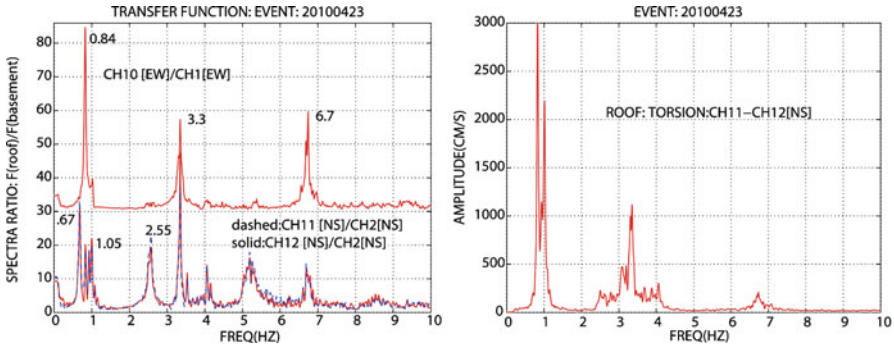 TRANSFER FUNCTION: EVENT: 20100423
SPECTRA RATIO: F(roof)/F(basement)
80
70
60
50
40
30
20
10
0
0.84
CH10 [EW]/CH1[EW]
3.3
6.7
.67
1.05
2.55
dashed:CH11 [NS]/CH2[NS]
solid:CH12 [NS]/CH2[NS]
0 1 2 3 4 5 6 7 8 9 10
FREQ(HZ)
EVENT: 20100423
AMPLITUDE(CM/S)
3000
2500
2000
1500
1000
500
0
ROOF: TORSION:CH11−CH12[NS]
0 1 2 3 4 5 6 7 8 9 10
FREQ(HZ)